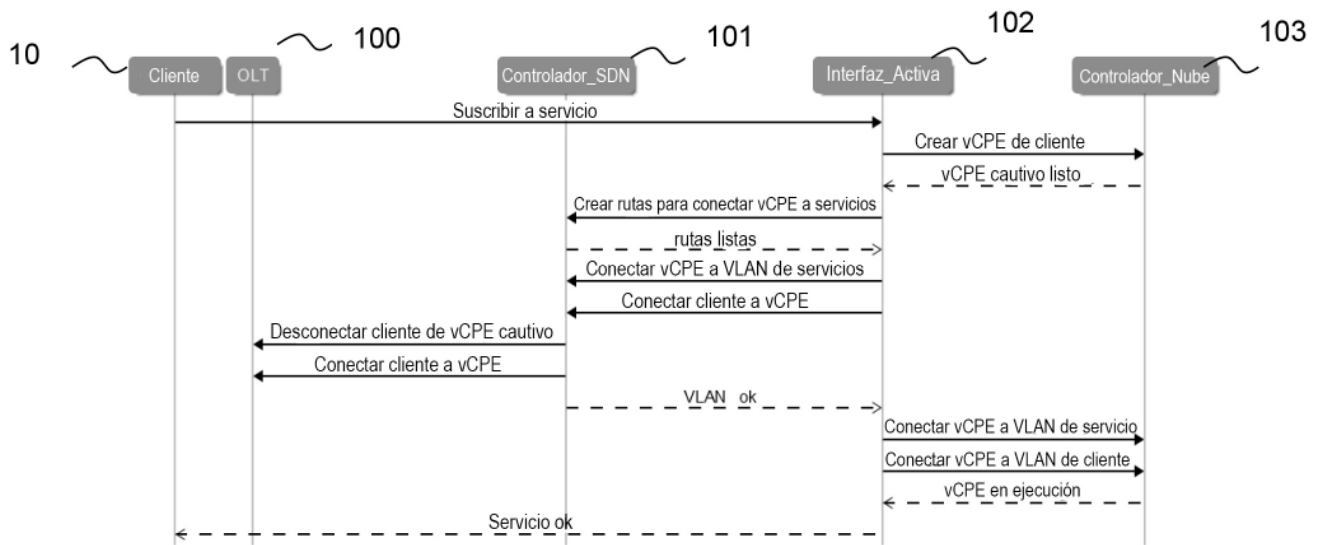 10
100
101
102
103
Cliente
OLT
Controlador_SDN
Interfaz_Activa
Controlador_Nube
Suscribir a servicio
Crear vCPE de cliente
vCPE cautivo listo
Crear rutas para conectar vCPE a servicios
rutas listas
Conectar vCPE a VLAN de servicios
Conectar cliente a vCPE
Desconectar cliente de vCPE cautivo
Conectar cliente a vCPE
VLAN ok
Conectar vCPE a VLAN de servicio
Conectar vCPE a VLAN de cliente
vCPE en ejecución
Servicio ok